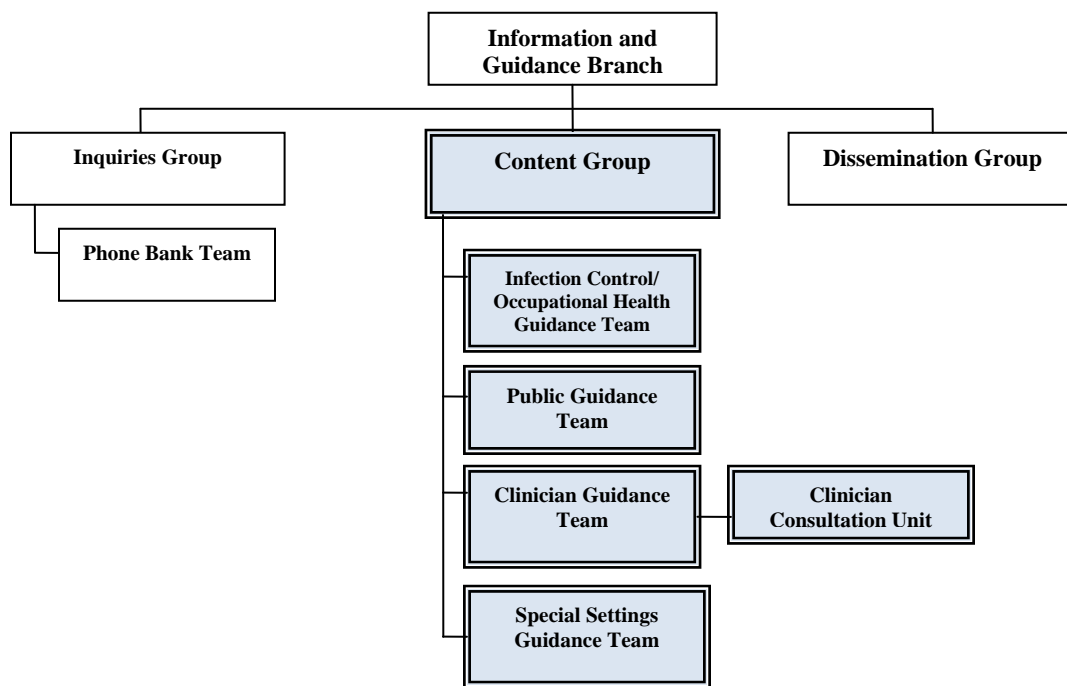 Information and
Guidance Branch
Inquiries Group
Content Group
Dissemination Group
Phone Bank Team
Infection Control/
Occupational Health
Guidance Team
Public Guidance
Team
Clinician Guidance
Team
Clinician
Consultation Unit
Special Settings
Guidance Team